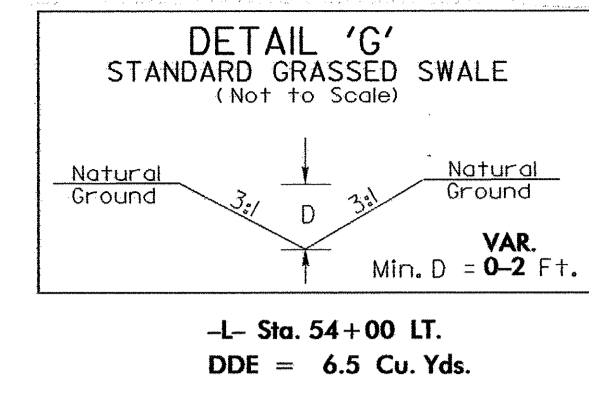 DETAIL 'G'
STANDARD GRASSED SWALE
(Not to Scale)
Natural
Ground
3:1
D
3:1
Natural
Ground
VAR.
Min. D = 0–2 Ft.
–L– Sta. 54+00 LT.
DDE = 6.5 Cu. Yds.